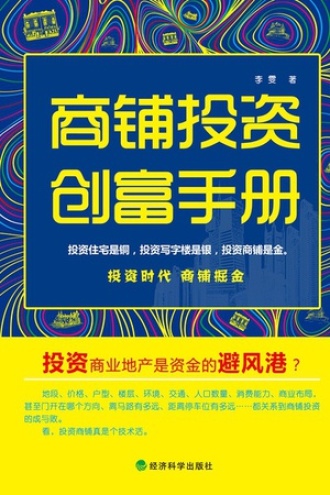 李雯 著
商铺投资
创富手册
投资住宅是铜，投资写字楼是银，投资商铺是金。
投资时代 商铺掘金
投资商业地产是资金的避风港？
地段、价格、户型、楼层、环境、交通、人口数量、消费能力、商业布局、
甚至门开在哪个方向、离马路有多远、距离停车位有多远……都关系到商铺投资
的成与败。
看，投资商铺真是个技术活。
经济科学出版社